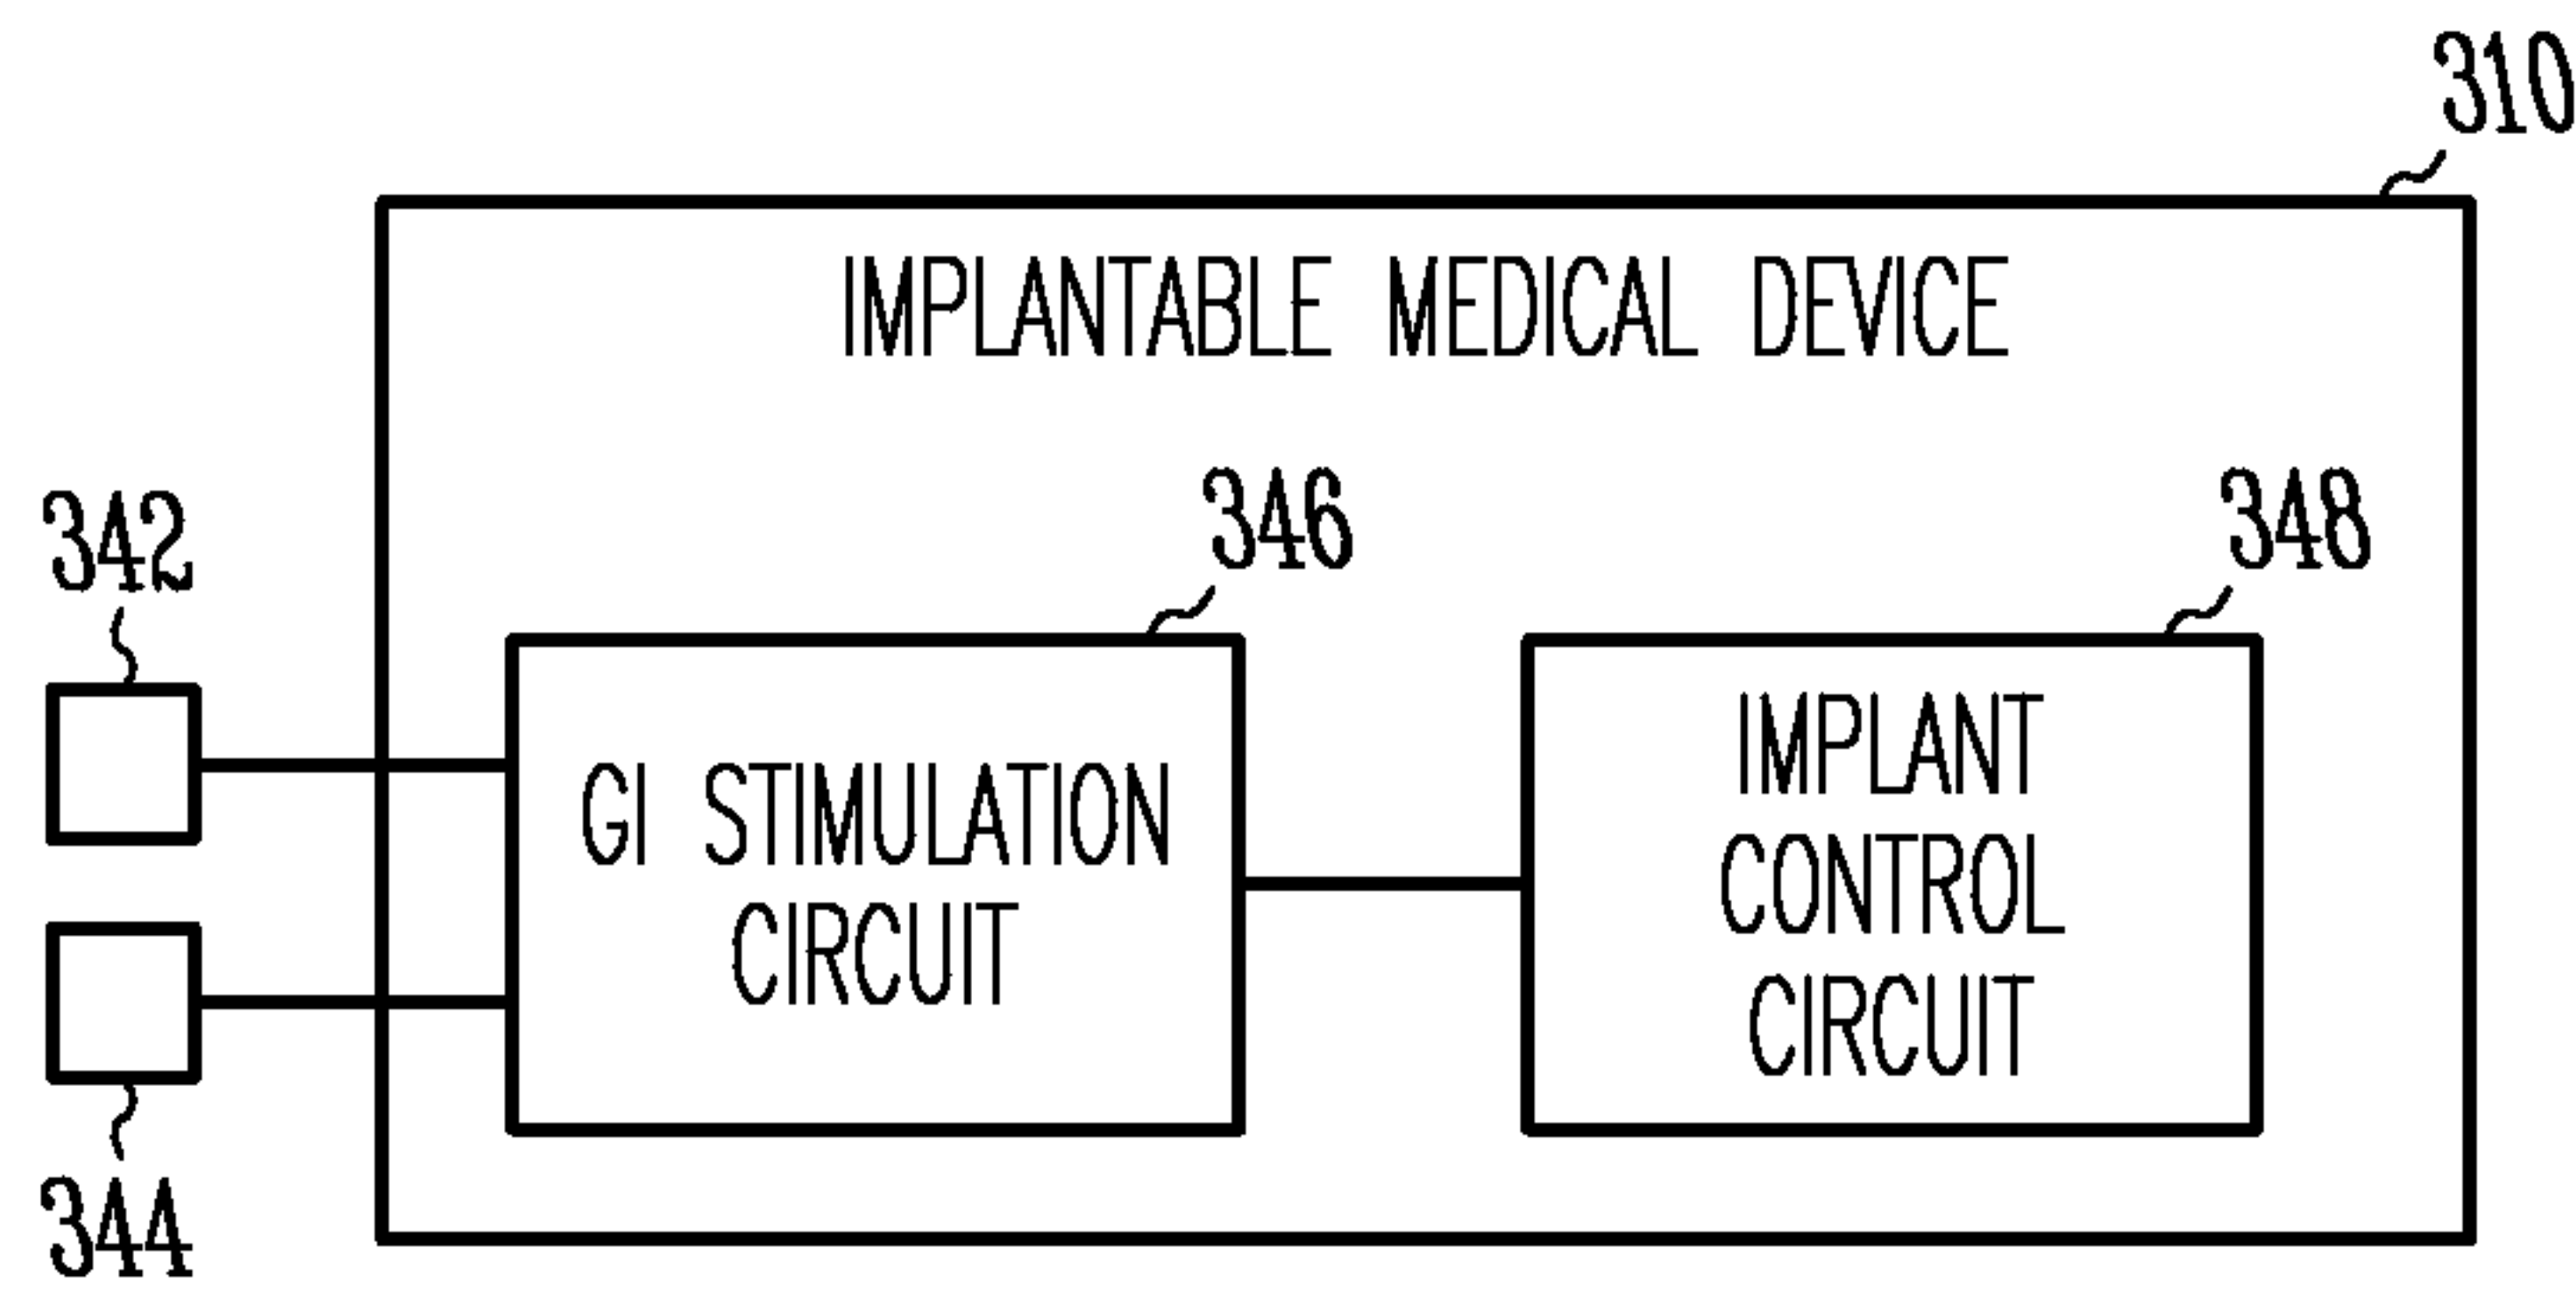 310
IMPLANTABLE MEDICAL DEVICE
342
346
348
GI STIMULATION
CIRCUIT
IMPLANT
CONTROL
CIRCUIT
344